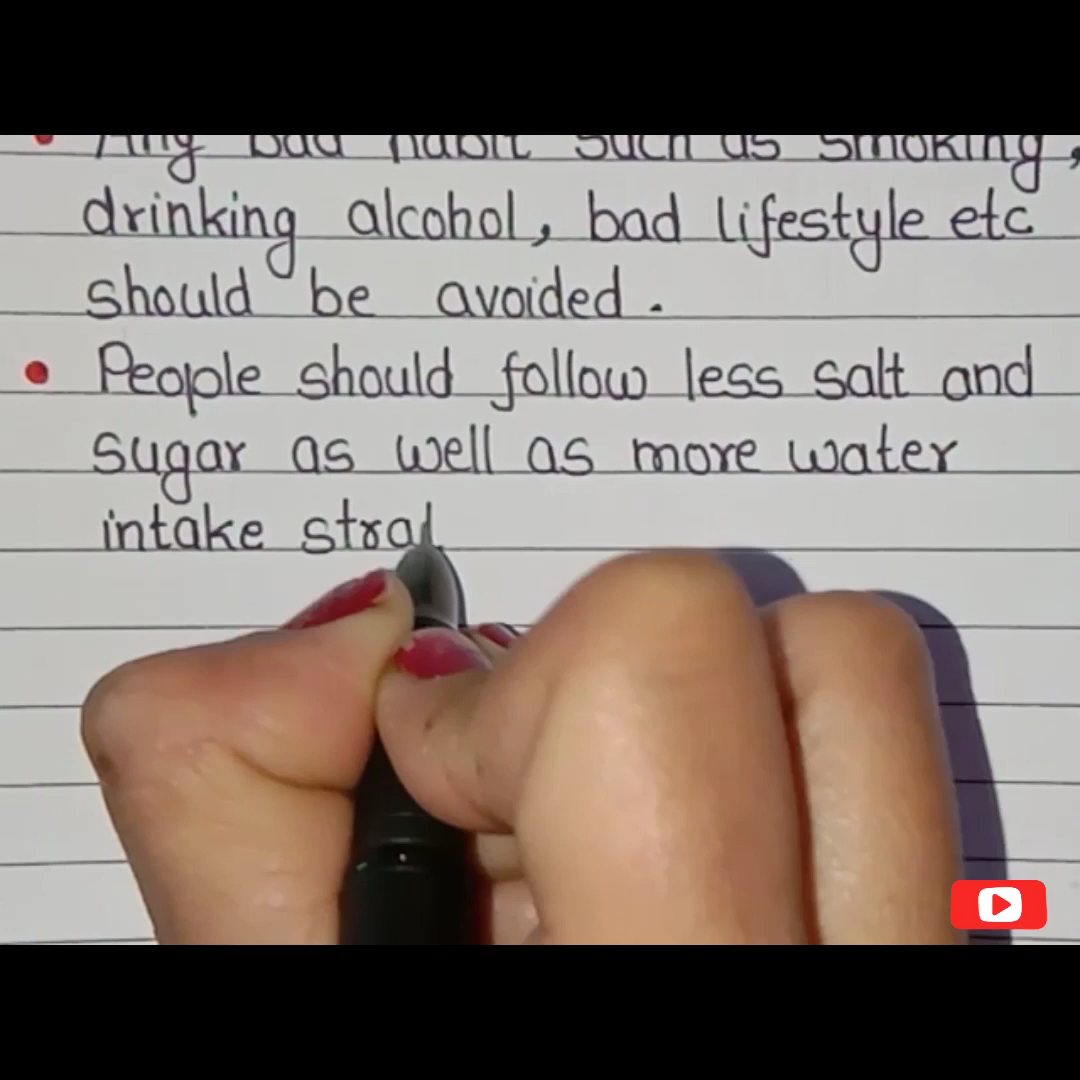 • Any bad habit such as smoking,
drinking alcohol, bad lifestyle etc
should be avoided.
• People should follow less salt and
sugar as well as more water
intake